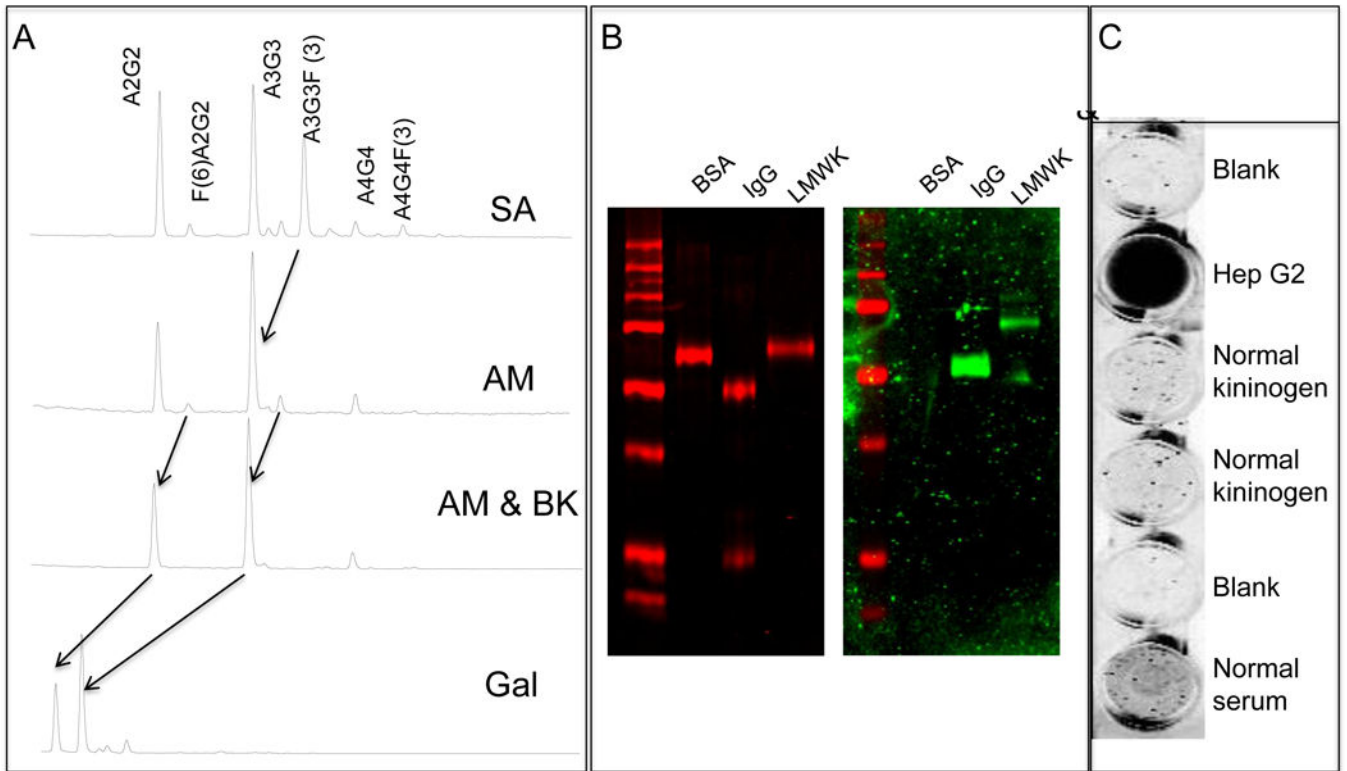 A
A2G2
F(6)A2G2
A3G3
A3G3F (3)
A4G4
A4G4F(3)
SA
AM
AM & BK
Gal
B
BSA
IgG
LMWK
BSA
IgG
LMWK
C
Blank
Hep G2
Normal
kininogen
Normal
kininogen
Blank
Normal
serum